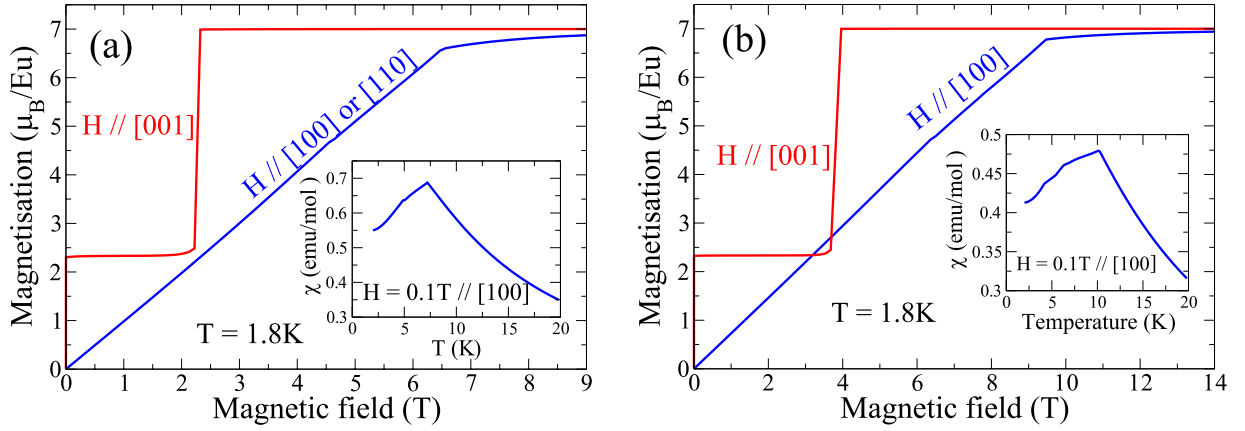 (a)
Magnetisation (μB/Eu)
7
6
5
4
3
2
1
0
H // [001]
H // [100] or [110]
T = 1.8K
0 1 2 3 4 5 6 7 8 9
Magnetic field (T)
χ (emu/mol)
0.7
0.6
0.5
0.4
0.3
H = 0.1T // [100]
0 5 10 15 20
T (K)
(b)
Magnetisation (μB/Eu)
7
6
5
4
3
2
1
0
H // [001]
H // [100]
T = 1.8K
0 2 4 6 8 10 12 14
Magnetic field (T)
χ (emu/mol)
0.5
0.45
0.4
0.35
0.3
H = 0.1T // [100]
0 5 10 15 20
Temperature (K)